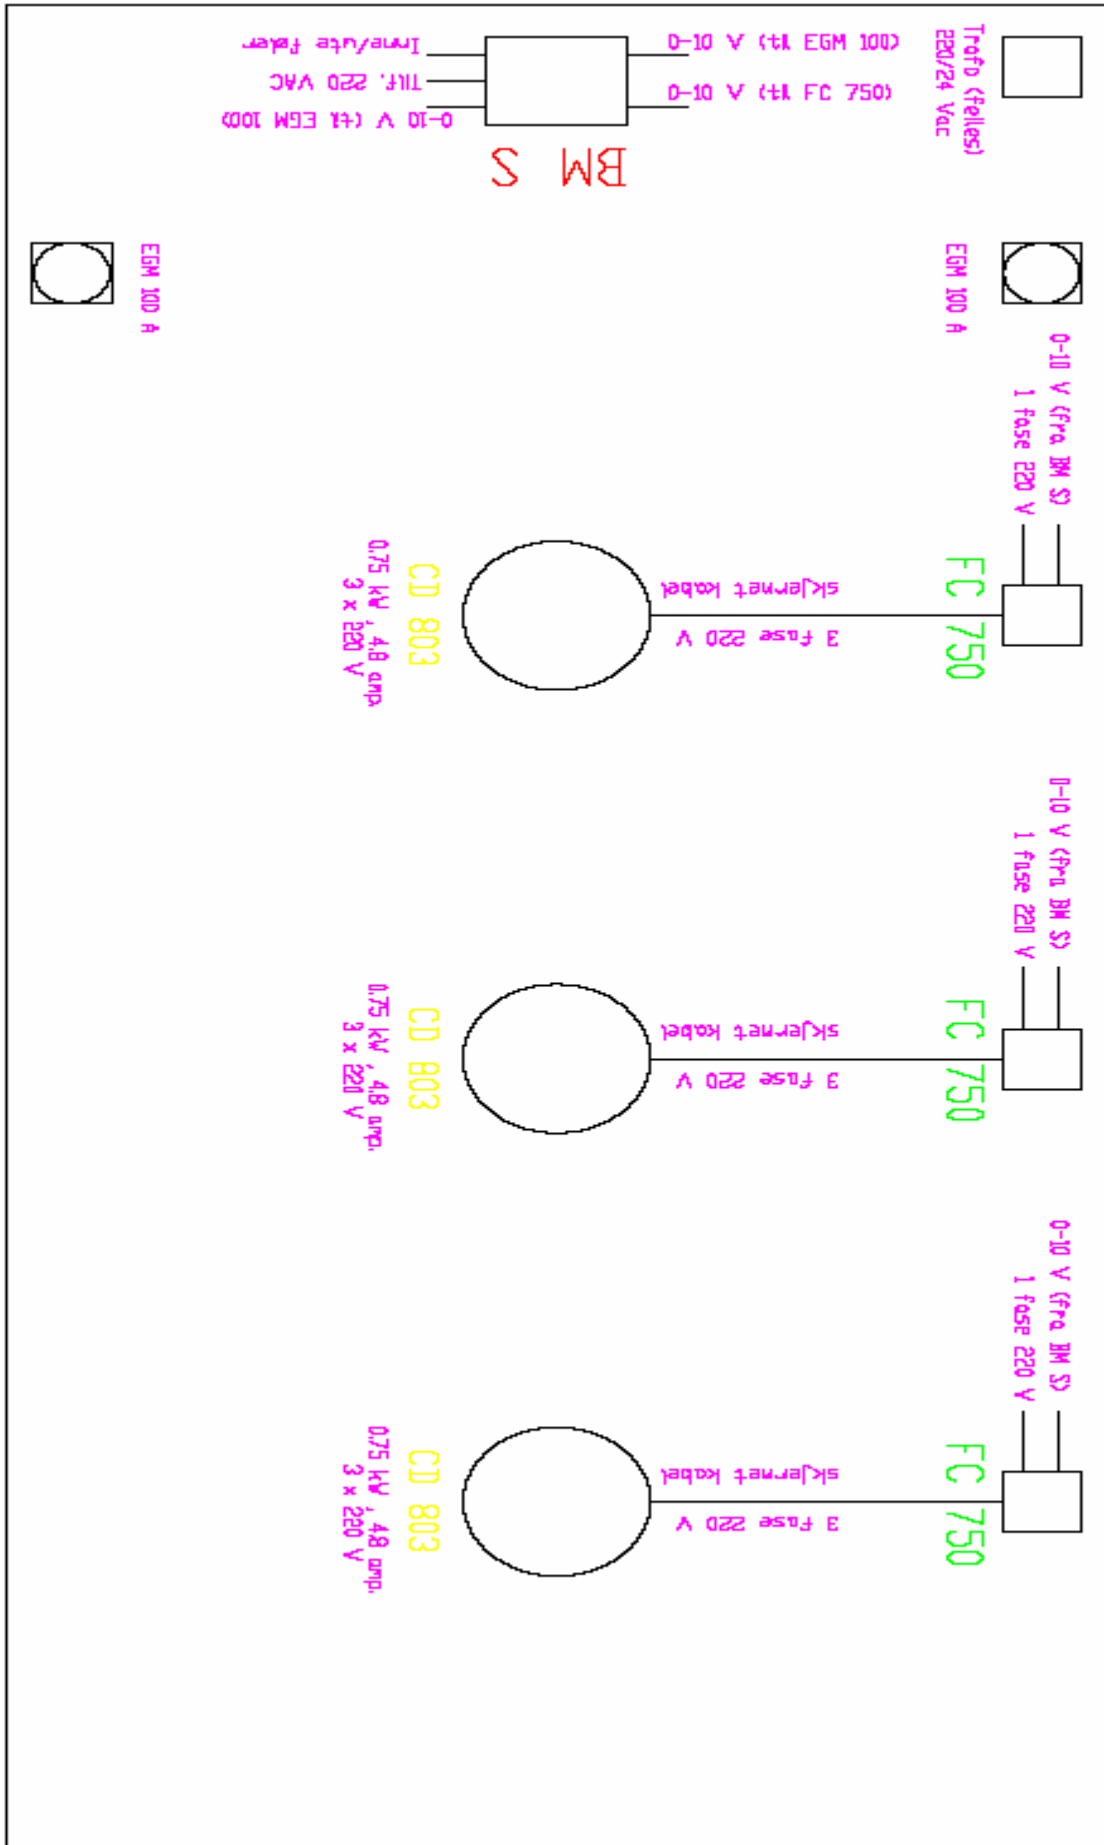 Inne/ute føler
Tilf. 220 VAC
0-10 V (til EGM 100)
0-10 V (til EGM 100)
0-10 V (til FC 750)
BM S
Trafo (felles)
220/24 Vac
EGM 100 A
EGM 100 A
0-10 V (fra BM S)
1 fase 220 V
FC 750
skjermet kabel
3 fase 220 V
CD 803
0.75 kW , 4.8 amp.
3 x 220 V
0-10 V (fra BM S)
1 fase 220 V
FC 750
skjermet kabel
3 fase 220 V
CD 803
0.75 kW , 4.8 amp.
3 x 220 V
0-10 V (fra BM S)
1 fase 220 V
FC 750
skjermet kabel
3 fase 220 V
CD 803
0.75 kW , 4.8 amp.
3 x 220 V